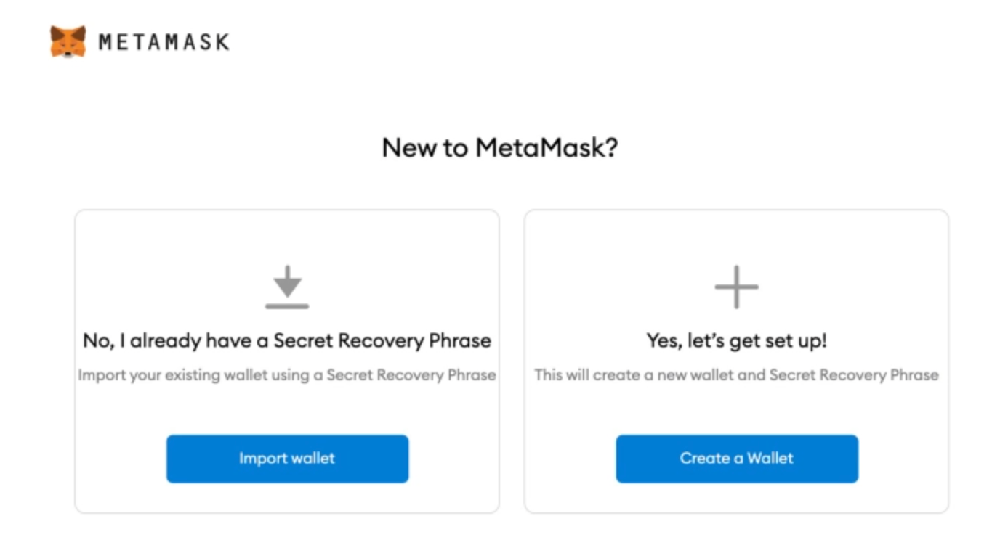 METAMASK
New to MetaMask?
No, I already have a Secret Recovery Phrase
Import your existing wallet using a Secret Recovery Phrase
Import wallet
Yes, let’s get set up!
This will create a new wallet and Secret Recovery Phrase
Create a Wallet